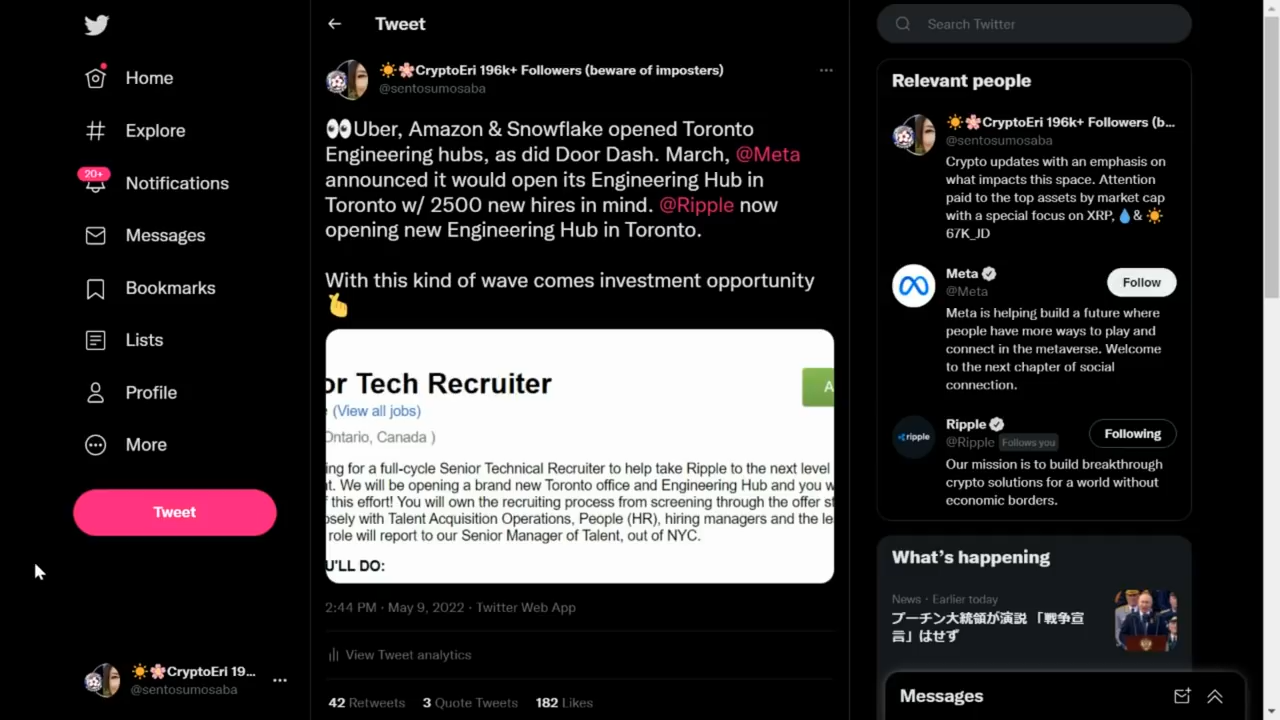 Home
Explore
20+
Notifications
Messages
Bookmarks
Lists
Profile
More
Tweet
☀️🌸CryptoEri 19...
@sentosumosaba
Tweet
☀️🌸CryptoEri 196k+ Followers (beware of imposters)
@sentosumosaba
👀Uber, Amazon & Snowflake opened Toronto
Engineering hubs, as did Door Dash. March, @Meta
announced it would open its Engineering Hub in
Toronto w/ 2500 new hires in mind. @Ripple now
opening new Engineering Hub in Toronto.
With this kind of wave comes investment opportunity
🫰
or Tech Recruiter
A
(View all jobs)
Ontario, Canada )
ing for a full-cycle Senior Technical Recruiter to help take Ripple to the next level
t. We will be opening a brand new Toronto office and Engineering Hub and you w
f this effort! You will own the recruiting process from screening through the offer st
osely with Talent Acquisition Operations, People (HR), hiring managers and the le
role will report to our Senior Manager of Talent, out of NYC.
U'LL DO:
2:44 PM · May 9, 2022 · Twitter Web App
View Tweet analytics
42 Retweets 3 Quote Tweets 182 Likes
Search Twitter
Relevant people
☀️🌸CryptoEri 196k+ Followers (b...
@sentosumosaba
Crypto updates with an emphasis on
what impacts this space. Attention
paid to the top assets by market cap
with a special focus on XRP, 💧& ☀️
67K_JD
Meta
@Meta
Follow
Meta is helping build a future where
people have more ways to play and
connect in the metaverse. Welcome
to the next chapter of social
connection.
ripple
Ripple
@Ripple Follows you
Following
Our mission is to build breakthrough
crypto solutions for a world without
economic borders.
What's happening
News · Earlier today
プーチン大統領が演説 「戦争宣
言」はせず
Messages